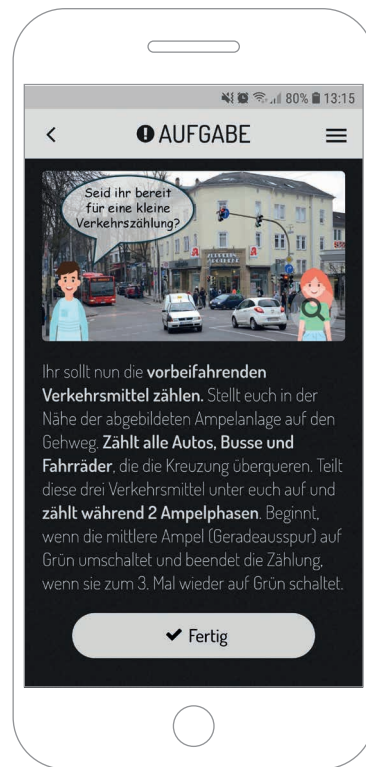 80% 13:15
AUFGABE
Seid ihr bereit
für eine kleine
Verkehrszählung?
Ihr sollt nun die vorbeifahrenden
Verkehrsmittel zählen. Stellt euch in der
Nähe der abgebildeten Ampelanlage auf den
Gehweg. Zählt alle Autos, Busse und
Fahrräder, die die Kreuzung überqueren. Teilt
diese drei Verkehrsmittel unter euch auf und
zählt während 2 Ampelphasen. Beginnt,
wenn die mittlere Ampel (Geradeausspur) auf
Grün umschaltet und beendet die Zählung,
wenn sie zum 3. Mal wieder auf Grün schaltet.
Fertig